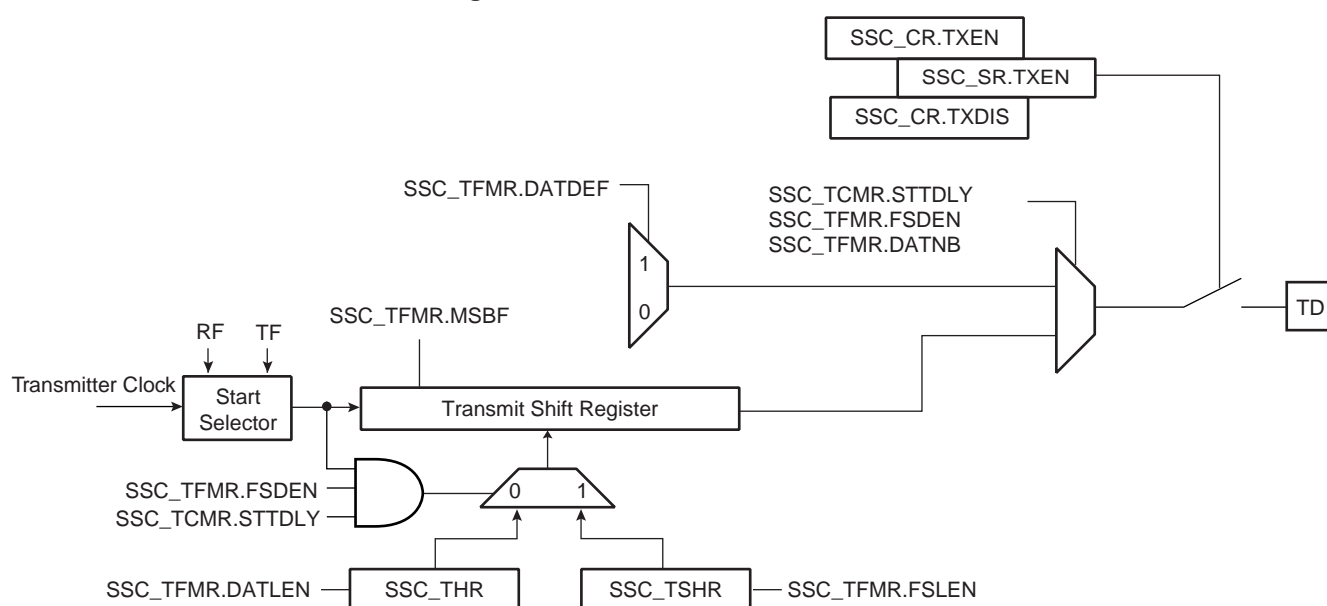 SSC_CR.TXEN
SSC_SR.TXEN
SSC_CR.TXDIS
SSC_TFMR.DATDEF
SSC_TCMR.STTDLY
SSC_TFMR.FSDEN
SSC_TFMR.DATNB
1
0
TD
SSC_TFMR.MSBF
RF TF
Transmitter Clock
Start
Selector
Transmit Shift Register
SSC_TFMR.FSDEN
SSC_TCMR.STTDLY
0 1
SSC_TFMR.DATLEN
SSC_THR
SSC_TSHR
SSC_TFMR.FSLEN